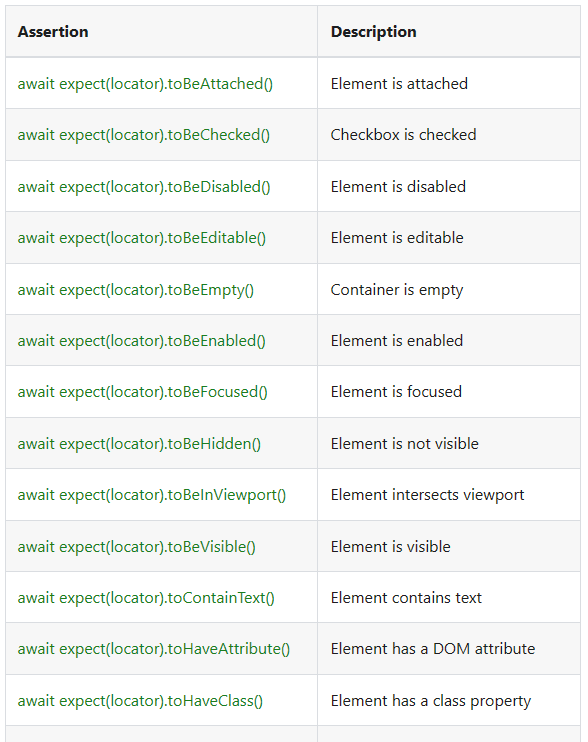 Assertion Description
await expect(locator).toBeAttached() Element is attached
await expect(locator).toBeChecked() Checkbox is checked
await expect(locator).toBeDisabled() Element is disabled
await expect(locator).toBeEditable() Element is editable
await expect(locator).toBeEmpty() Container is empty
await expect(locator).toBeEnabled() Element is enabled
await expect(locator).toBeFocused() Element is focused
await expect(locator).toBeHidden() Element is not visible
await expect(locator).toBeInViewport() Element intersects viewport
await expect(locator).toBeVisible() Element is visible
await expect(locator).toContainText() Element contains text
await expect(locator).toHaveAttribute() Element has a DOM attribute
await expect(locator).toHaveClass() Element has a class property